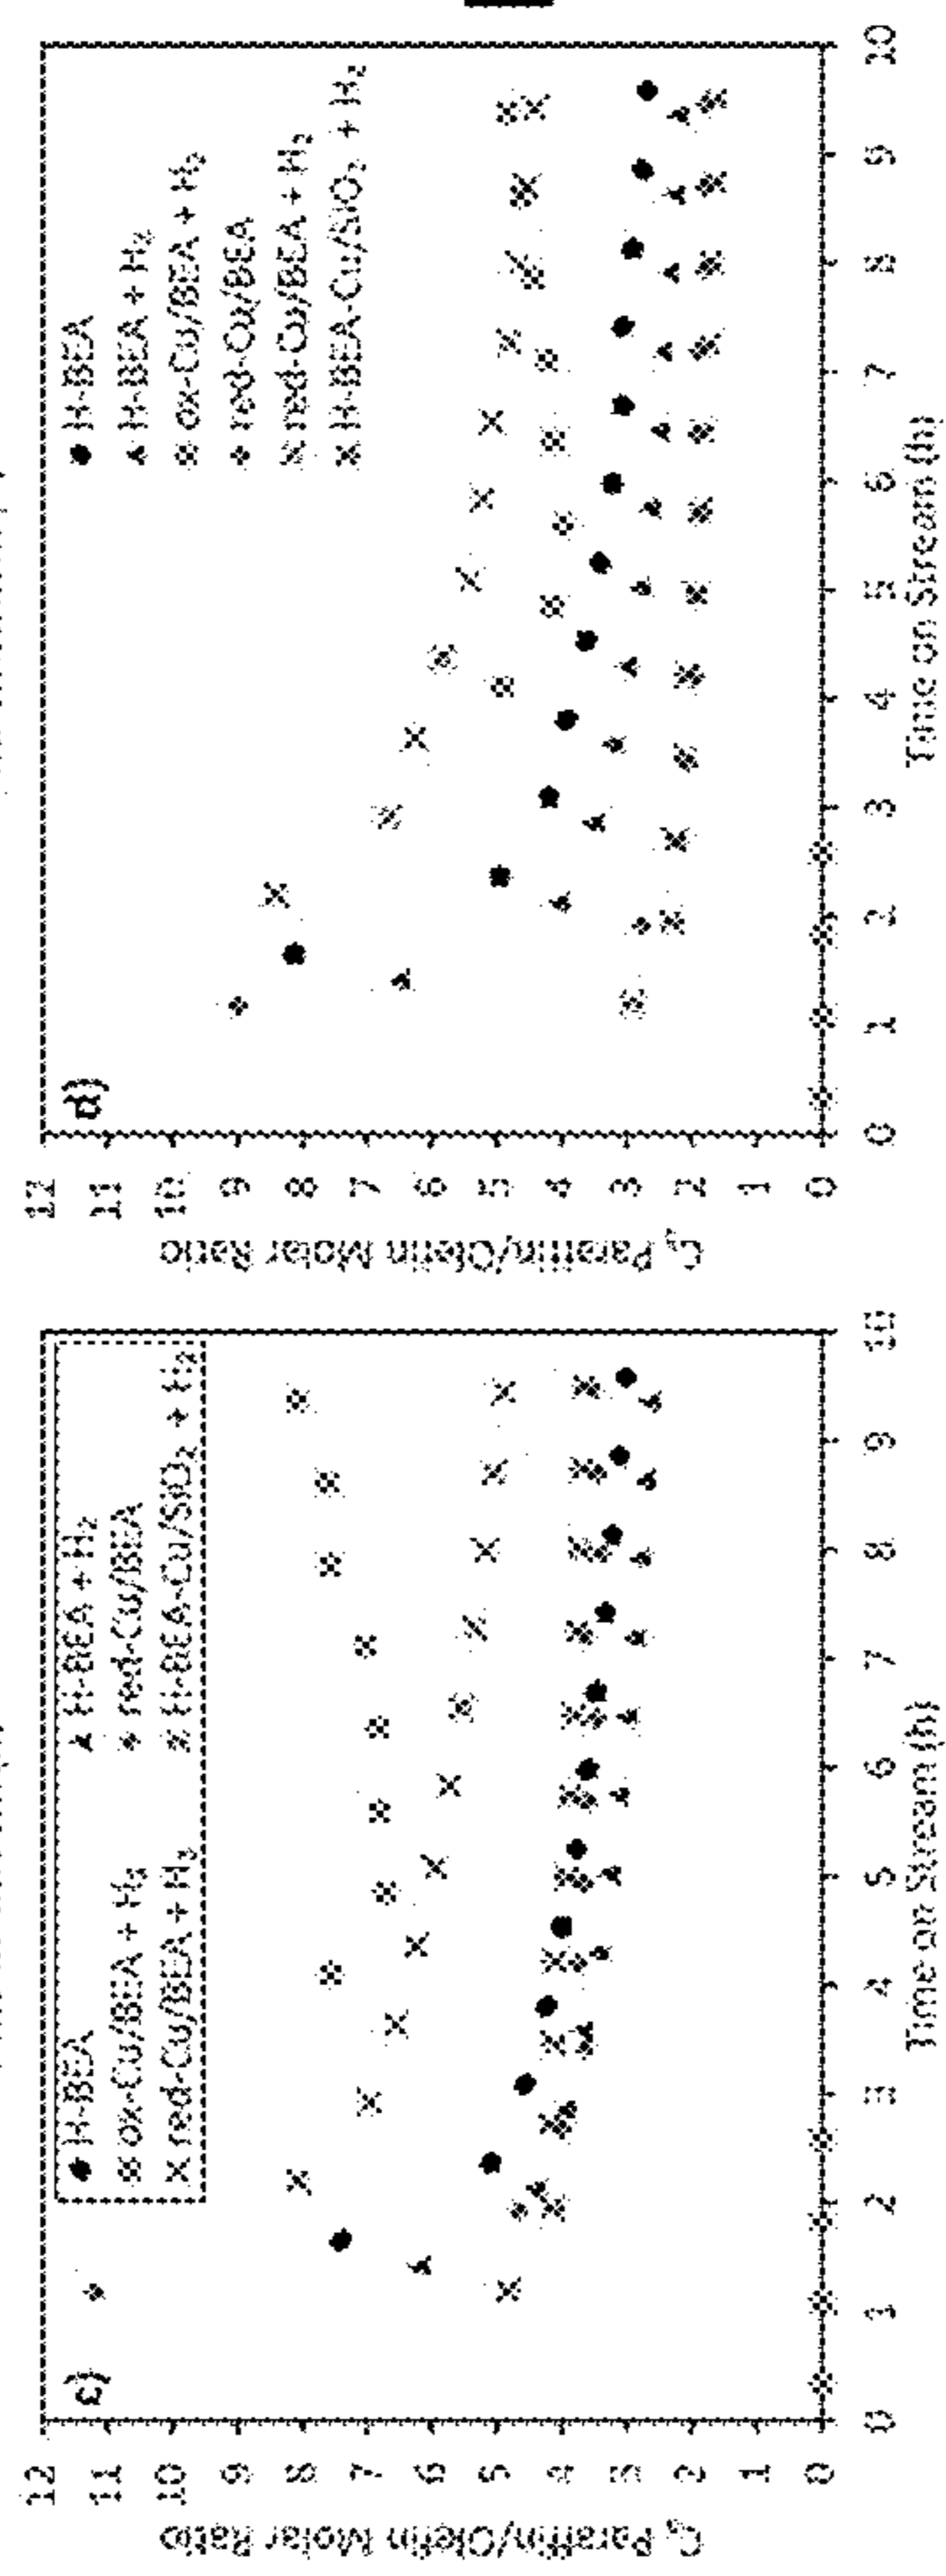 c)
H-BEA
H-BEA + H₂
ox-Cu/BEA + H₂
red-Cu/BEA
red-Cu/BEA + H₂
H-BEA-Cu/SiO₂ + H₂
Paraffin/Olefin Molar Ratio
12
11
10
9
8
7
6
5
4
3
2
1
0
0
1
2
3
4
5
6
7
8
9
10
Time on Stream (h)
d)
H-BEA
H-BEA + H₂
ox-Cu/BEA + H₂
red-Cu/BEA
red-Cu/BEA + H₂
H-BEA-Cu/SiO₂ + H₂
Paraffin/Olefin Molar Ratio
12
11
10
9
8
7
6
5
4
3
2
1
0
0
1
2
3
4
5
6
7
8
9
10
Time on Stream (h)